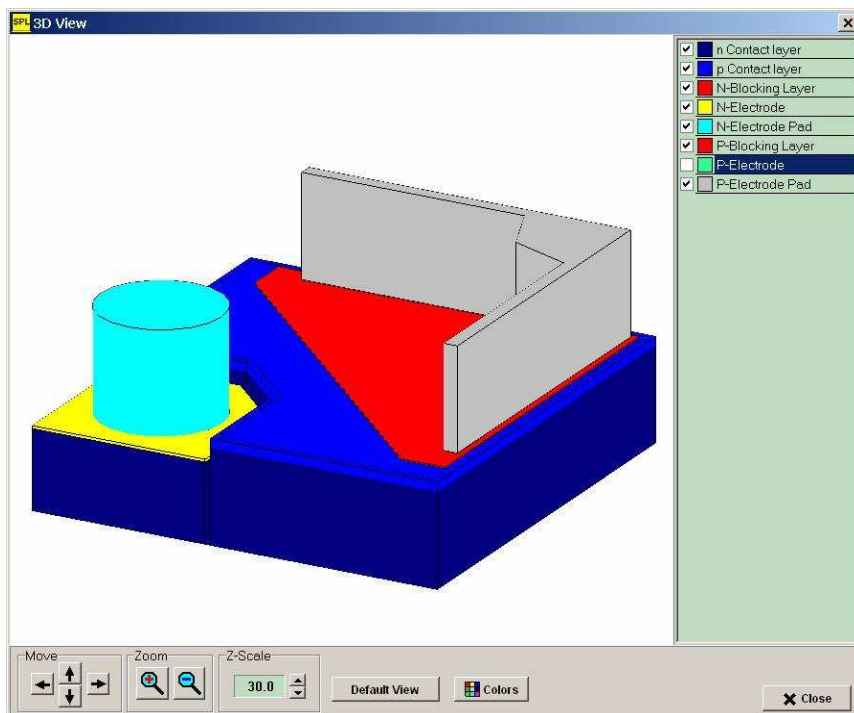 SPL 3D View
n Contact layer
p Contact layer
N-Blocking Layer
N-Electrode
N-Electrode Pad
P-Blocking Layer
P-Electrode
P-Electrode Pad
Move Zoom Z-Scale
30.0 Default View Colors
Close